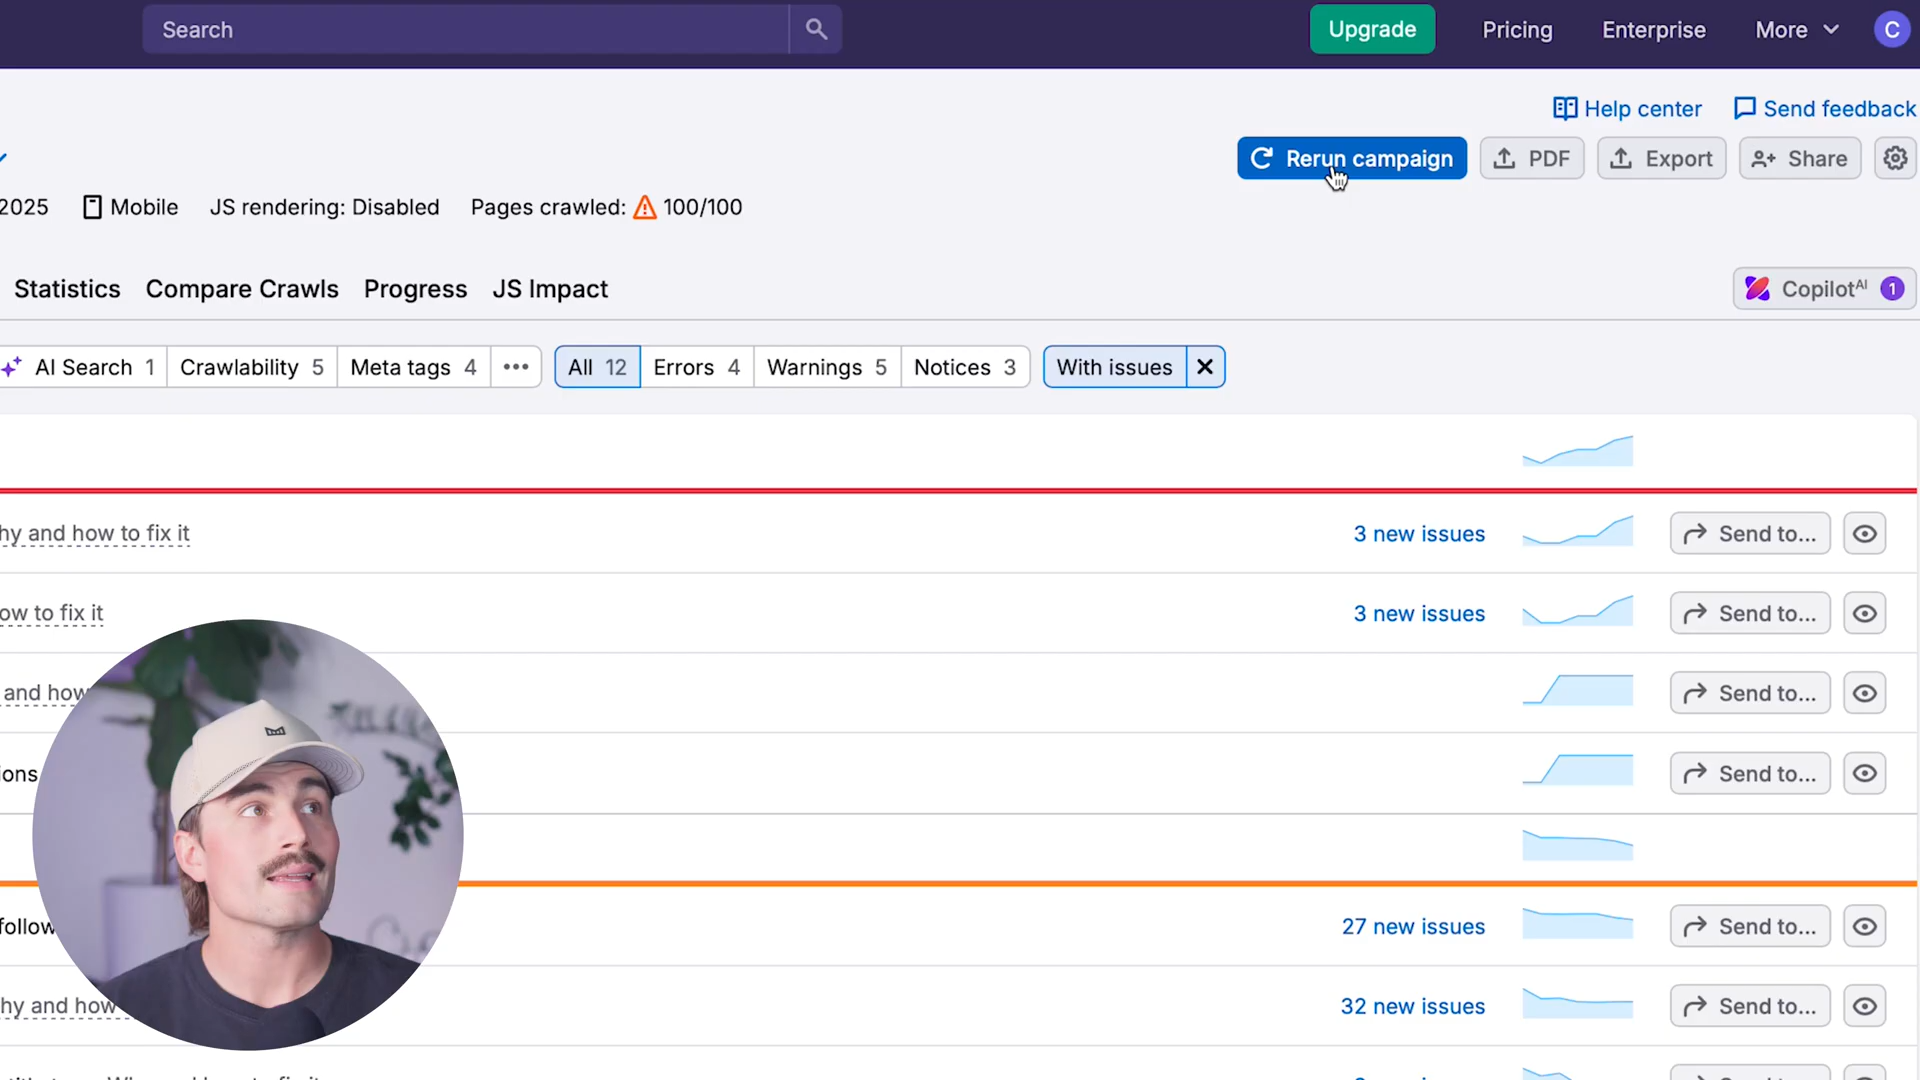 Search
Upgrade
Pricing
Enterprise
More
C
Help center
Send feedback
Rerun campaign
PDF
Export
Share
2025
Mobile
JS rendering: Disabled
Pages crawled: 100/100
Statistics
Compare Crawls
Progress
JS Impact
Copilot AI 1
AI Search 1
Crawlability 5
Meta tags 4
All 12
Errors 4
Warnings 5
Notices 3
With issues
hy and how to fix it
3 new issues
Send to...
ow to fix it
3 new issues
Send to...
and how
Send to...
ions
Send to...
follow
27 new issues
Send to...
hy and how
32 new issues
Send to...